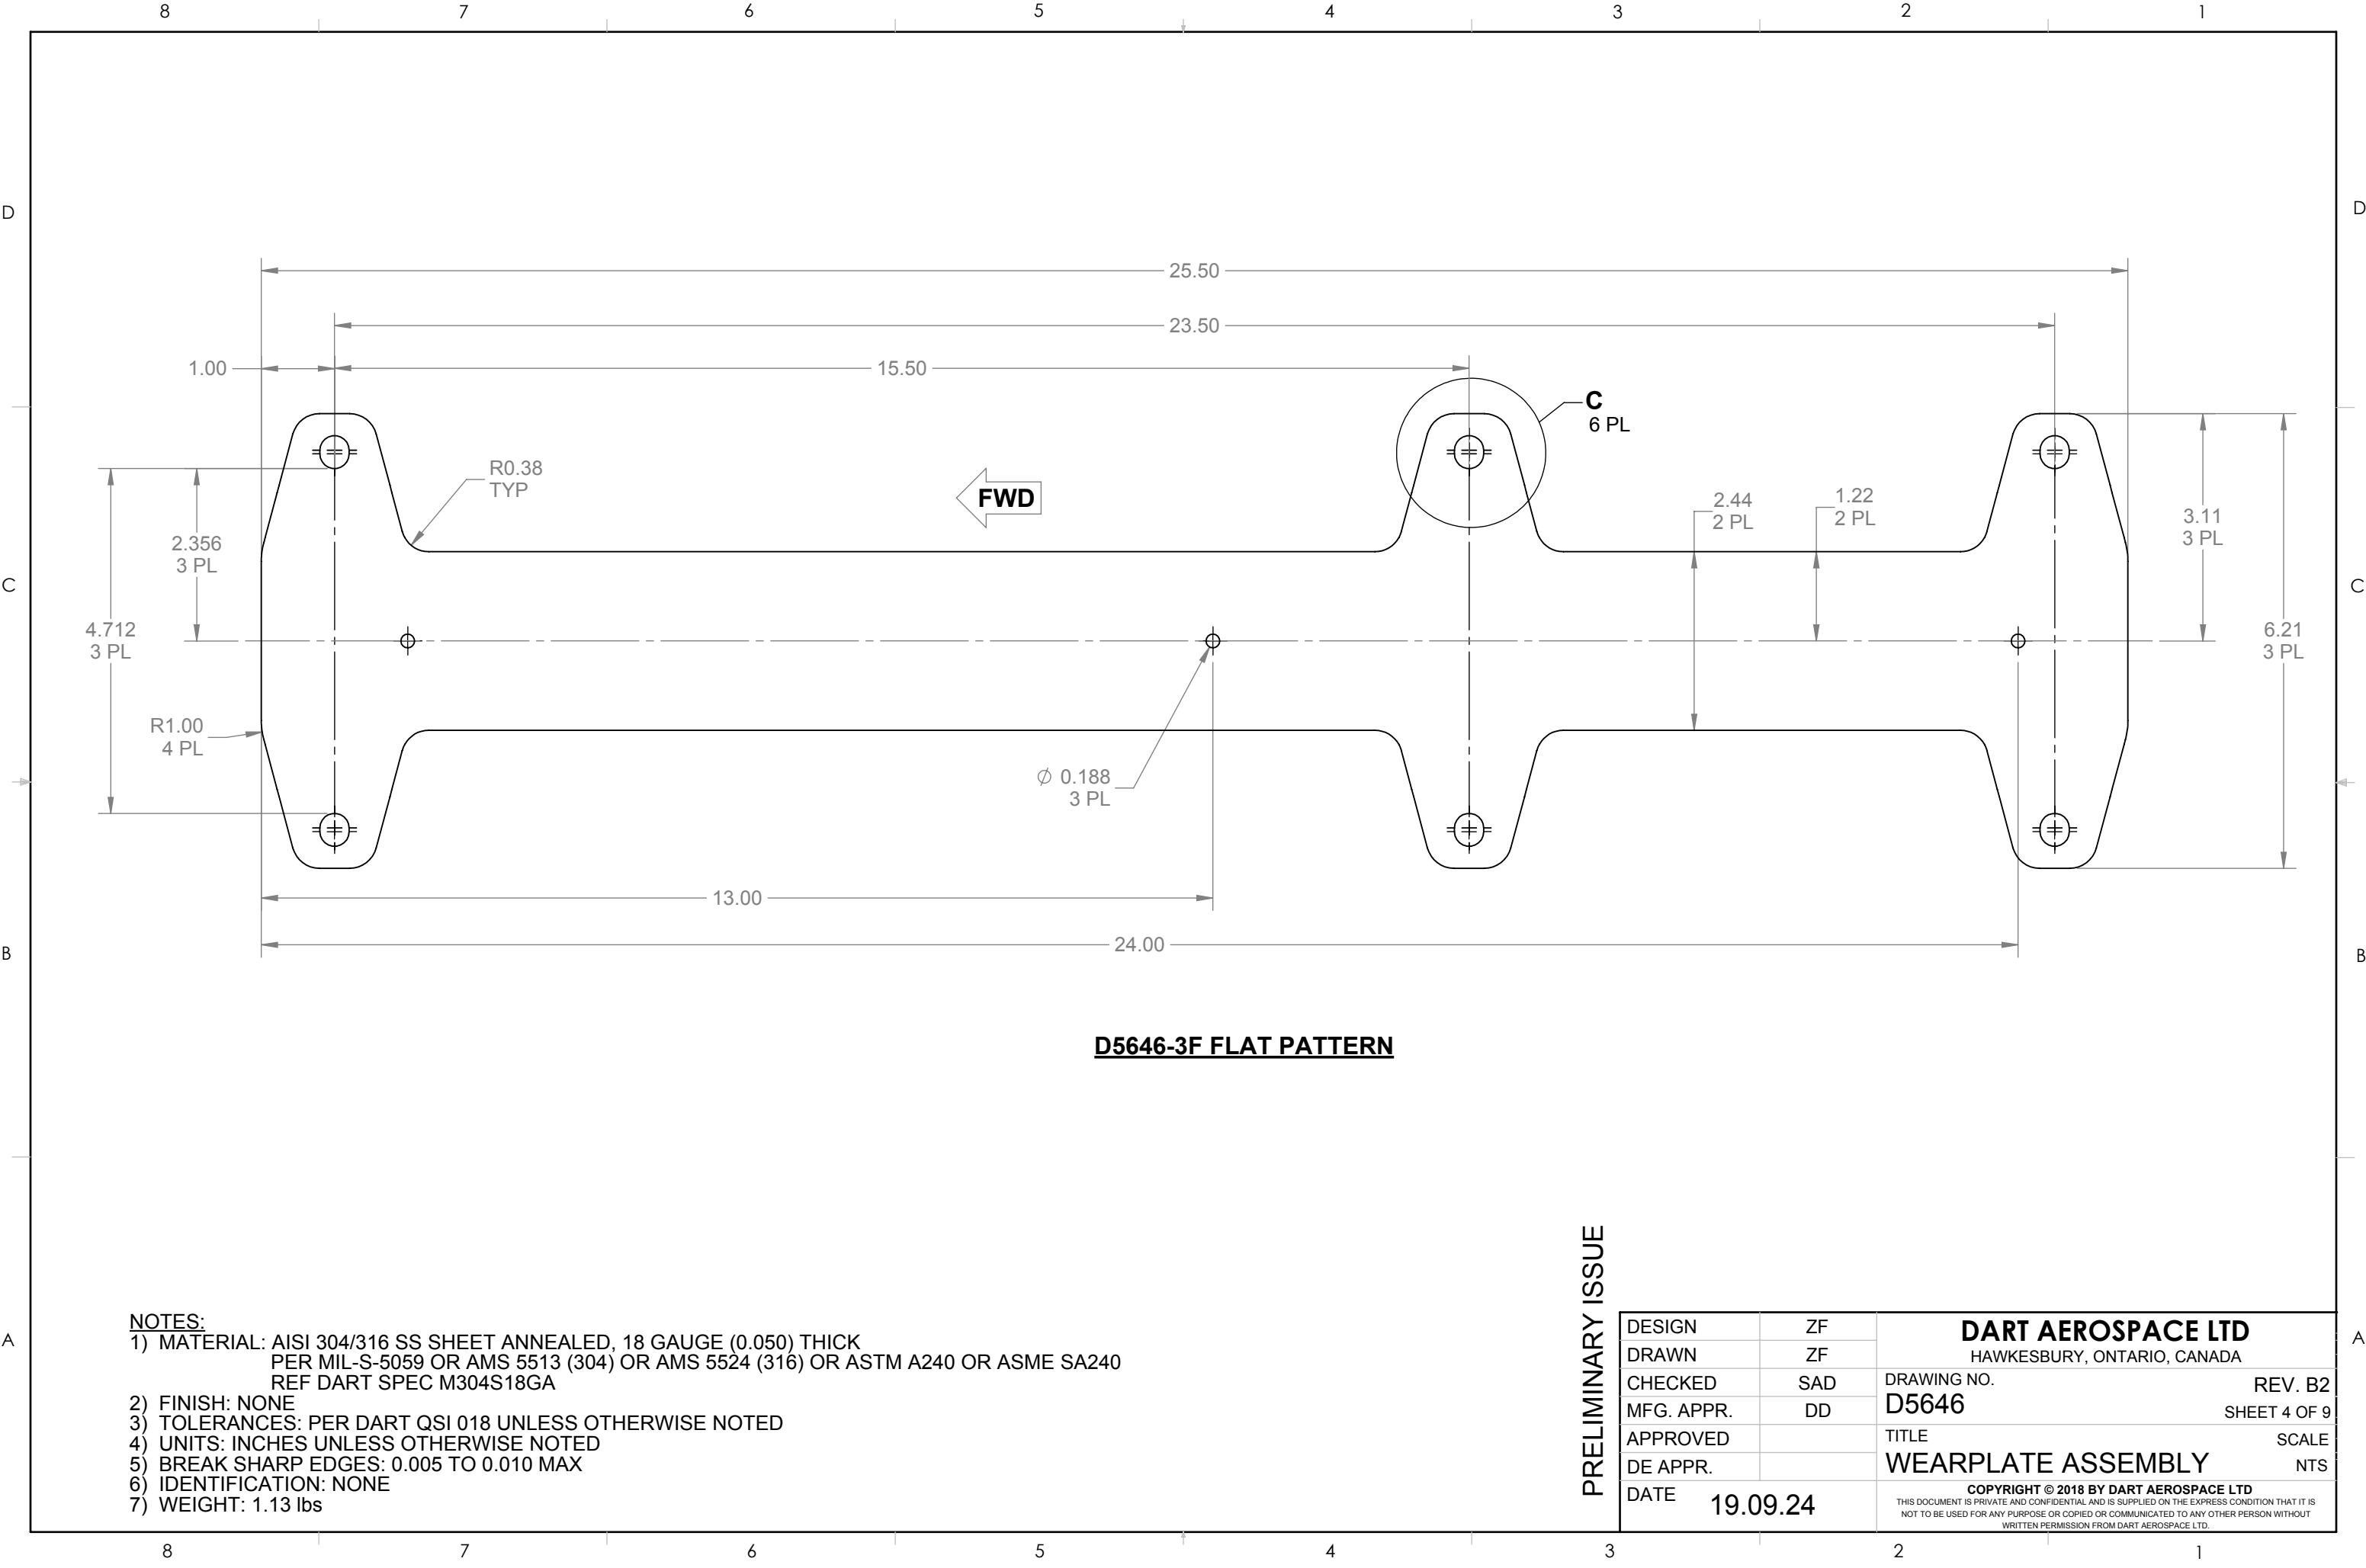 8 7 6 5 4 3 2 1
D D
25.50
23.50
1.00
15.50
C
6 PL
R0.38
TYP
FWD
2.44
2 PL
1.22
2 PL
3.11
3 PL
2.356
3 PL
C C
4.712
3 PL
6.21
3 PL
R1.00
4 PL
Ø 0.188
3 PL
13.00
24.00
B B
D5646-3F FLAT PATTERN
PRELIMINARY ISSUE
A A
NOTES:
1) MATERIAL: AISI 304/316 SS SHEET ANNEALED, 18 GAUGE (0.050) THICK
PER MIL-S-5059 OR AMS 5513 (304) OR AMS 5524 (316) OR ASTM A240 OR ASME SA240
REF DART SPEC M304S18GA
2) FINISH: NONE
3) TOLERANCES: PER DART QSI 018 UNLESS OTHERWISE NOTED
4) UNITS: INCHES UNLESS OTHERWISE NOTED
5) BREAK SHARP EDGES: 0.005 TO 0.010 MAX
6) IDENTIFICATION: NONE
7) WEIGHT: 1.13 lbs
DESIGN ZF
DRAWN ZF
CHECKED SAD
MFG. APPR. DD
APPROVED
DE APPR.
DATE 19.09.24
DART AEROSPACE LTD
HAWKESBURY, ONTARIO, CANADA
DRAWING NO. REV. B2
D5646 SHEET 4 OF 9
TITLE SCALE
WEARPLATE ASSEMBLY NTS
COPYRIGHT © 2018 BY DART AEROSPACE LTD
THIS DOCUMENT IS PRIVATE AND CONFIDENTIAL AND IS SUPPLIED ON THE EXPRESS CONDITION THAT IT IS
NOT TO BE USED FOR ANY PURPOSE OR COPIED OR COMMUNICATED TO ANY OTHER PERSON WITHOUT
WRITTEN PERMISSION FROM DART AEROSPACE LTD.
8 7 6 5 4 3 2 1